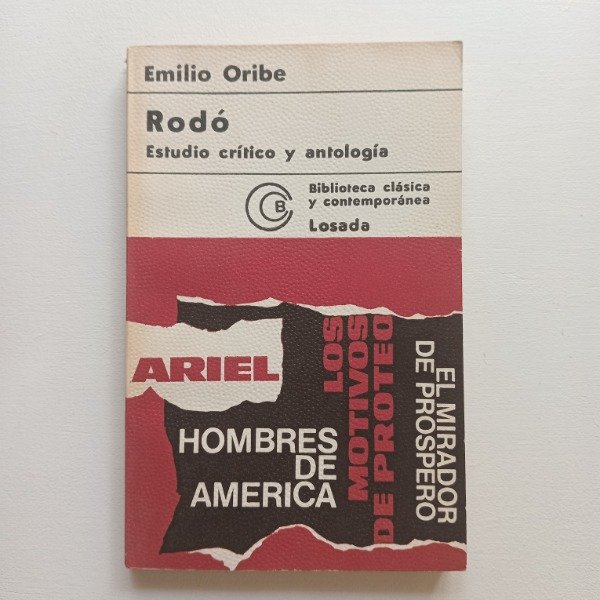 Emilio Oribe
Rodó
Estudio crítico y antología
CCB
Biblioteca clásica
y contemporánea
Losada
ARIEL
HOMBRES
DE
AMERICA
LOS
MOTIVOS
DE PROTEO
EL MIRADOR
DE PROSPERO